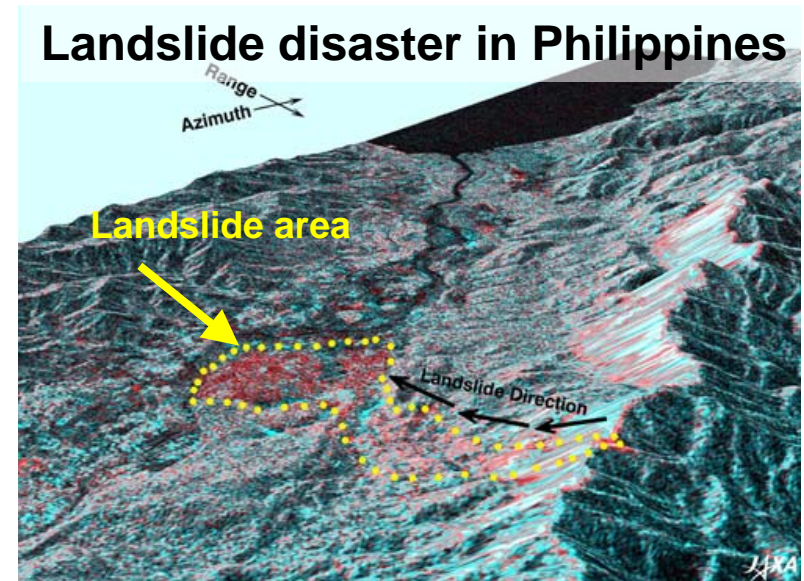 Landslide disaster in Philippines
Range
Azimuth
Landslide area
Landslide Direction
JAXA